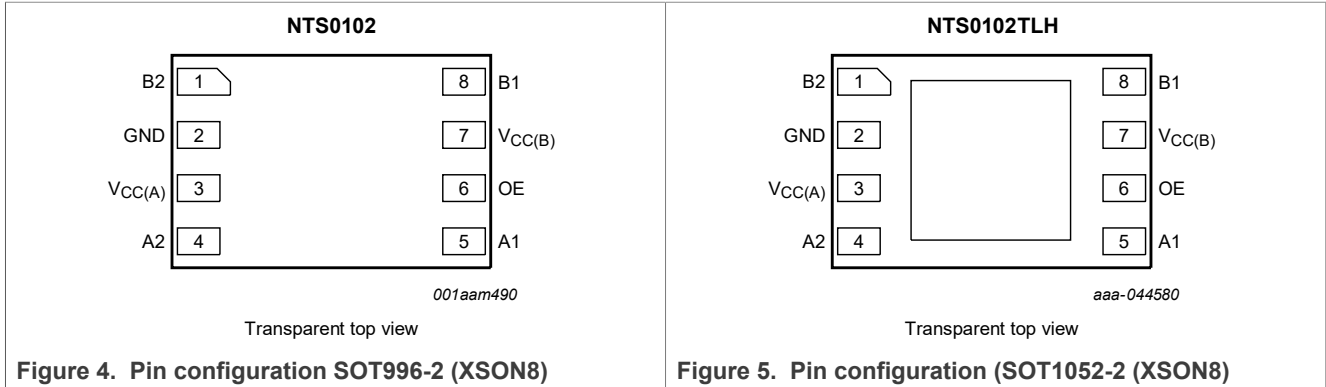 NTS0102
B2 1 8 B1
GND 2 7 VCC(B)
VCC(A) 3 6 OE
A2 4 5 A1
001aam490
Transparent top view
Figure 4. Pin configuration SOT996-2 (XSON8)
NTS0102TLH
B2 1 8 B1
GND 2 7 VCC(B)
VCC(A) 3 6 OE
A2 4 5 A1
aaa-044580
Transparent top view
Figure 5. Pin configuration (SOT1052-2 (XSON8)